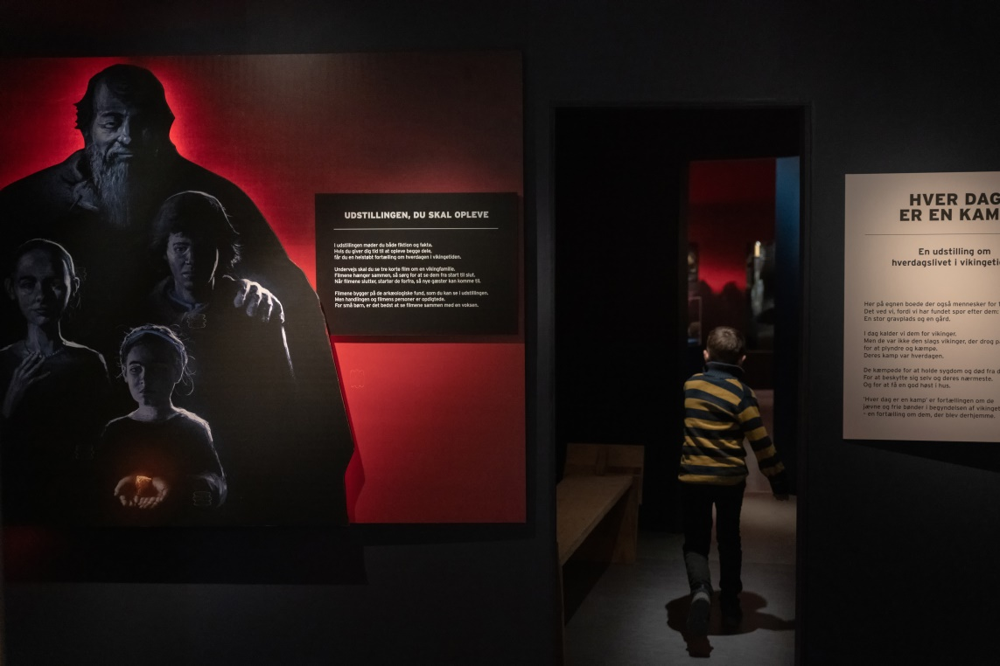 UDSTILLINGEN, DU SKAL OPLEVE
I udstillingen møder du både fiktion og fakta.
Hvis du giver dig tid til at opleve begge dele,
får du en helstøbt fortælling om hverdagen i vikingetiden.
Undervejs skal du se tre korte film om en vikingfamilie.
Filmene hænger sammen, så sørg for at se dem fra start til slut.
Når filmene slutter, starter de forfra, så nye gæster kan komme til.
Filmene bygger på de arkæologiske fund, som du kan se i udstillingen.
Men handlingen og filmens personer er opdigtede.
For små børn, er det bedst at se filmene sammen med en voksen.
HVER DAG
ER EN KAM
En udstilling om
hverdagslivet i vikingeti
Her på egnen boede der også mennesker for
Det ved vi, fordi vi har fundet spor efter dem:
En stor gravplads og en gård.
I dag kalder vi dem for vikinger.
Men de var ikke den slags vikinger, der drog
for at plyndre og kæmpe.
Deres kamp var hverdagen.
De kæmpede for at holde sygdom og død fra
For at beskytte sig selv og deres nærmeste.
Og for at få en god høst i hus.
'Hver dag er en kamp' er fortællingen om de
jævne og frie bønder i begyndelsen af vikinget
- en fortælling om dem, der blev derhjemme.